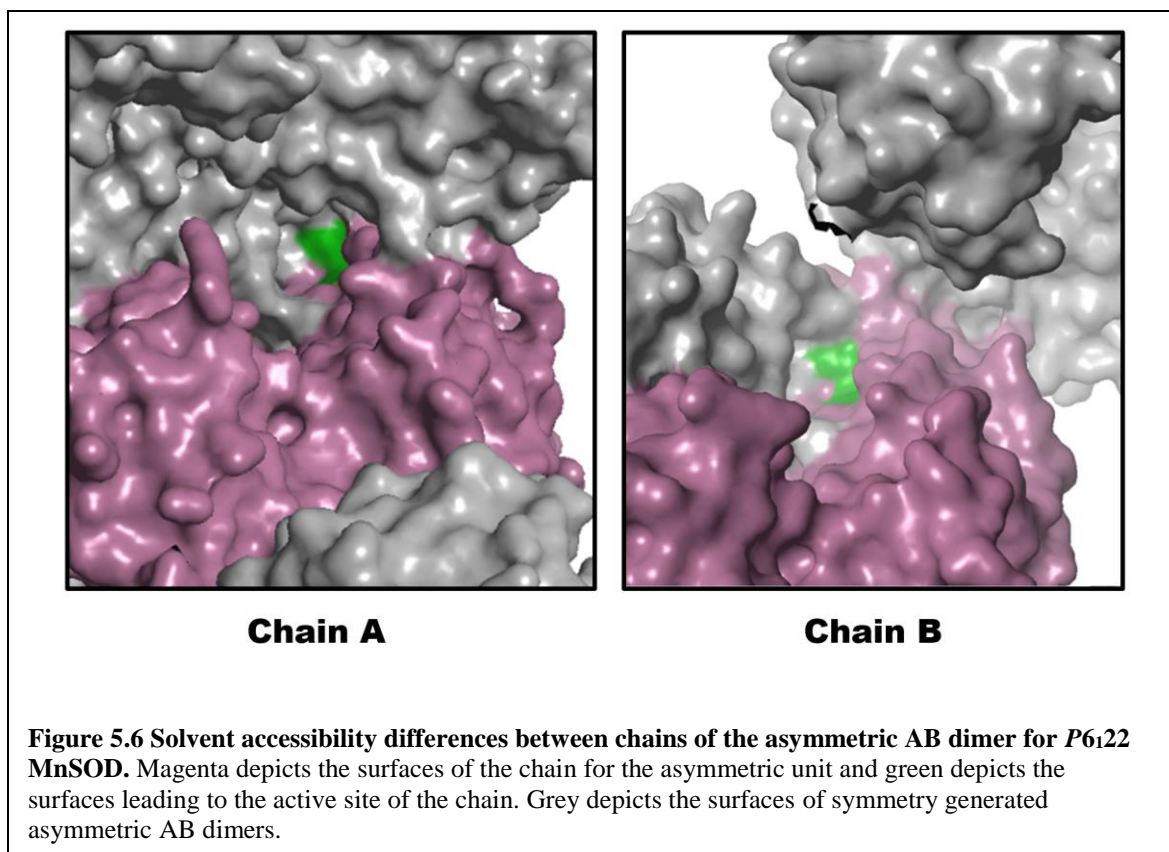 Chain A
Chain B
Figure 5.6 Solvent accessibility differences between chains of the asymmetric AB dimer for P6₁22
MnSOD. Magenta depicts the surfaces of the chain for the asymmetric unit and green depicts the
surfaces leading to the active site of the chain. Grey depicts the surfaces of symmetry generated
asymmetric AB dimers.